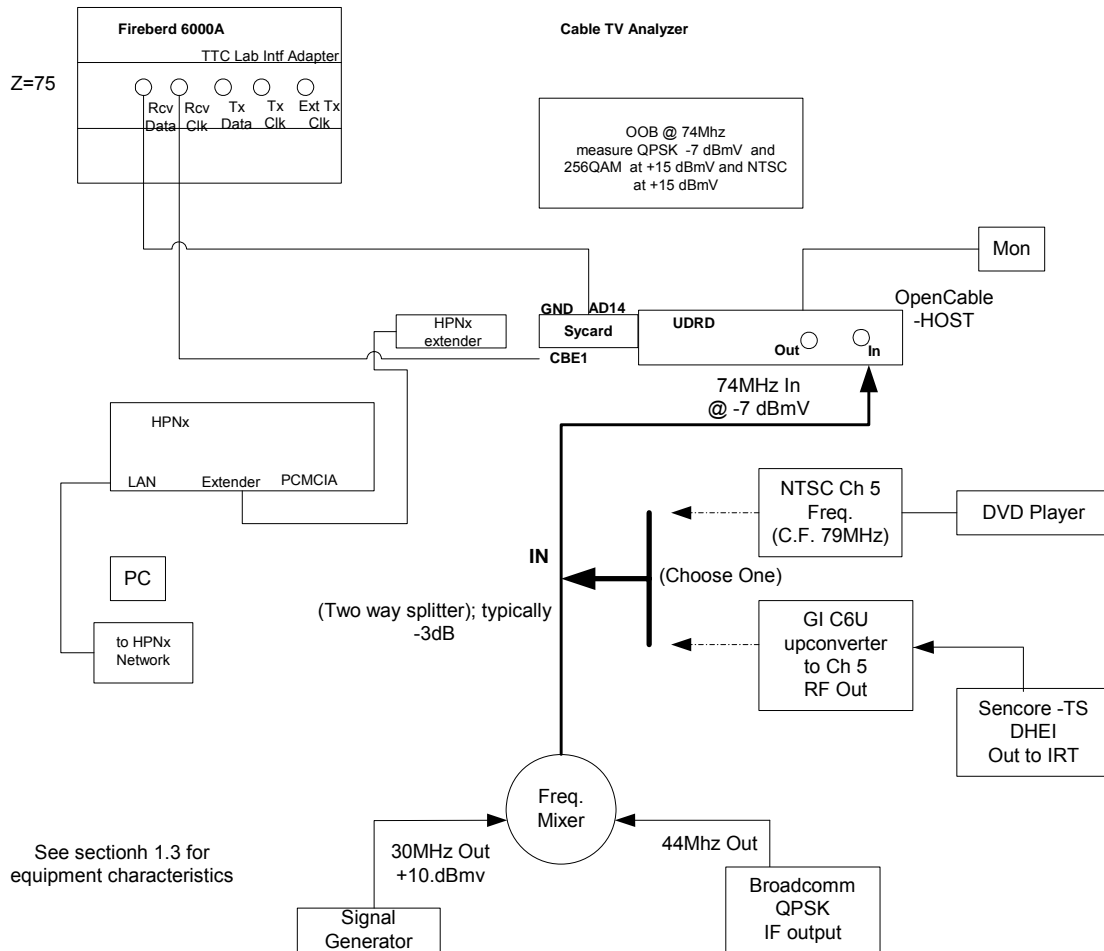 Fireberd 6000A
Cable TV Analyzer
TTC Lab Intf Adapter
Z=75
Rcv
Data
Rcv
Clk
Tx
Data
Tx
Clk
Ext Tx
Clk
OOB @ 74Mhz
measure QPSK -7 dBmV and
256QAM at +15 dBmV and NTSC
at +15 dBmV
Mon
OpenCable
-HOST
GND
AD14
HPNx
extender
Sycard
UDRD
Out
In
CBE1
74MHz In
@ -7 dBmV
HPNx
LAN
Extender
PCMCIA
NTSC Ch 5
Freq.
(C.F. 79MHz)
DVD Player
IN
(Choose One)
PC
(Two way splitter); typically
-3dB
to HPNx
Network
GI C6U
upconverter
to Ch 5
RF Out
Sencore -TS
DHEI
Out to IRT
Freq.
Mixer
See sectionh 1.3 for
equipment characteristics
30MHz Out
+10.dBmv
44Mhz Out
Signal
Generator
Broadcomm
QPSK
IF output